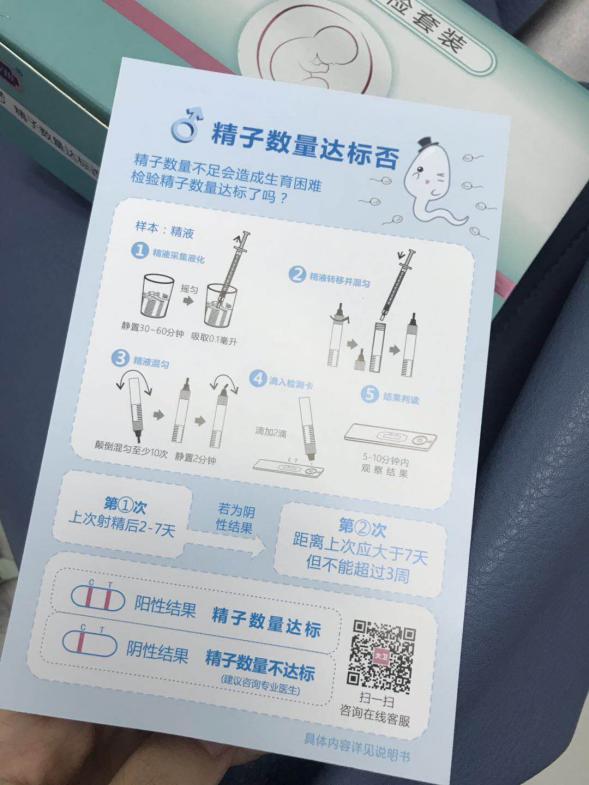 检套装
精子数量达标
精子数量达标否
精子数量不足会造成生育困难
检验精子数量达标了吗？
样本：精液
1 精液采集液化
摇匀
静置30~60分钟 吸取0.1毫升
2 精液转移并混匀
3 精液混匀
颠倒混匀至少10次 静置2分钟
4 滴入检测卡
滴加2滴
C T
5 结果判读
5-10分钟内
观察结果
第①次
上次射精后2-7天
若为阴
性结果
第②次
距离上次应大于7天
但不能超过3周
C T
阳性结果 精子数量达标
C T
阴性结果 精子数量不达标
(建议咨询专业医生)
大卫
扫一扫
咨询在线客服
具体内容详见说明书